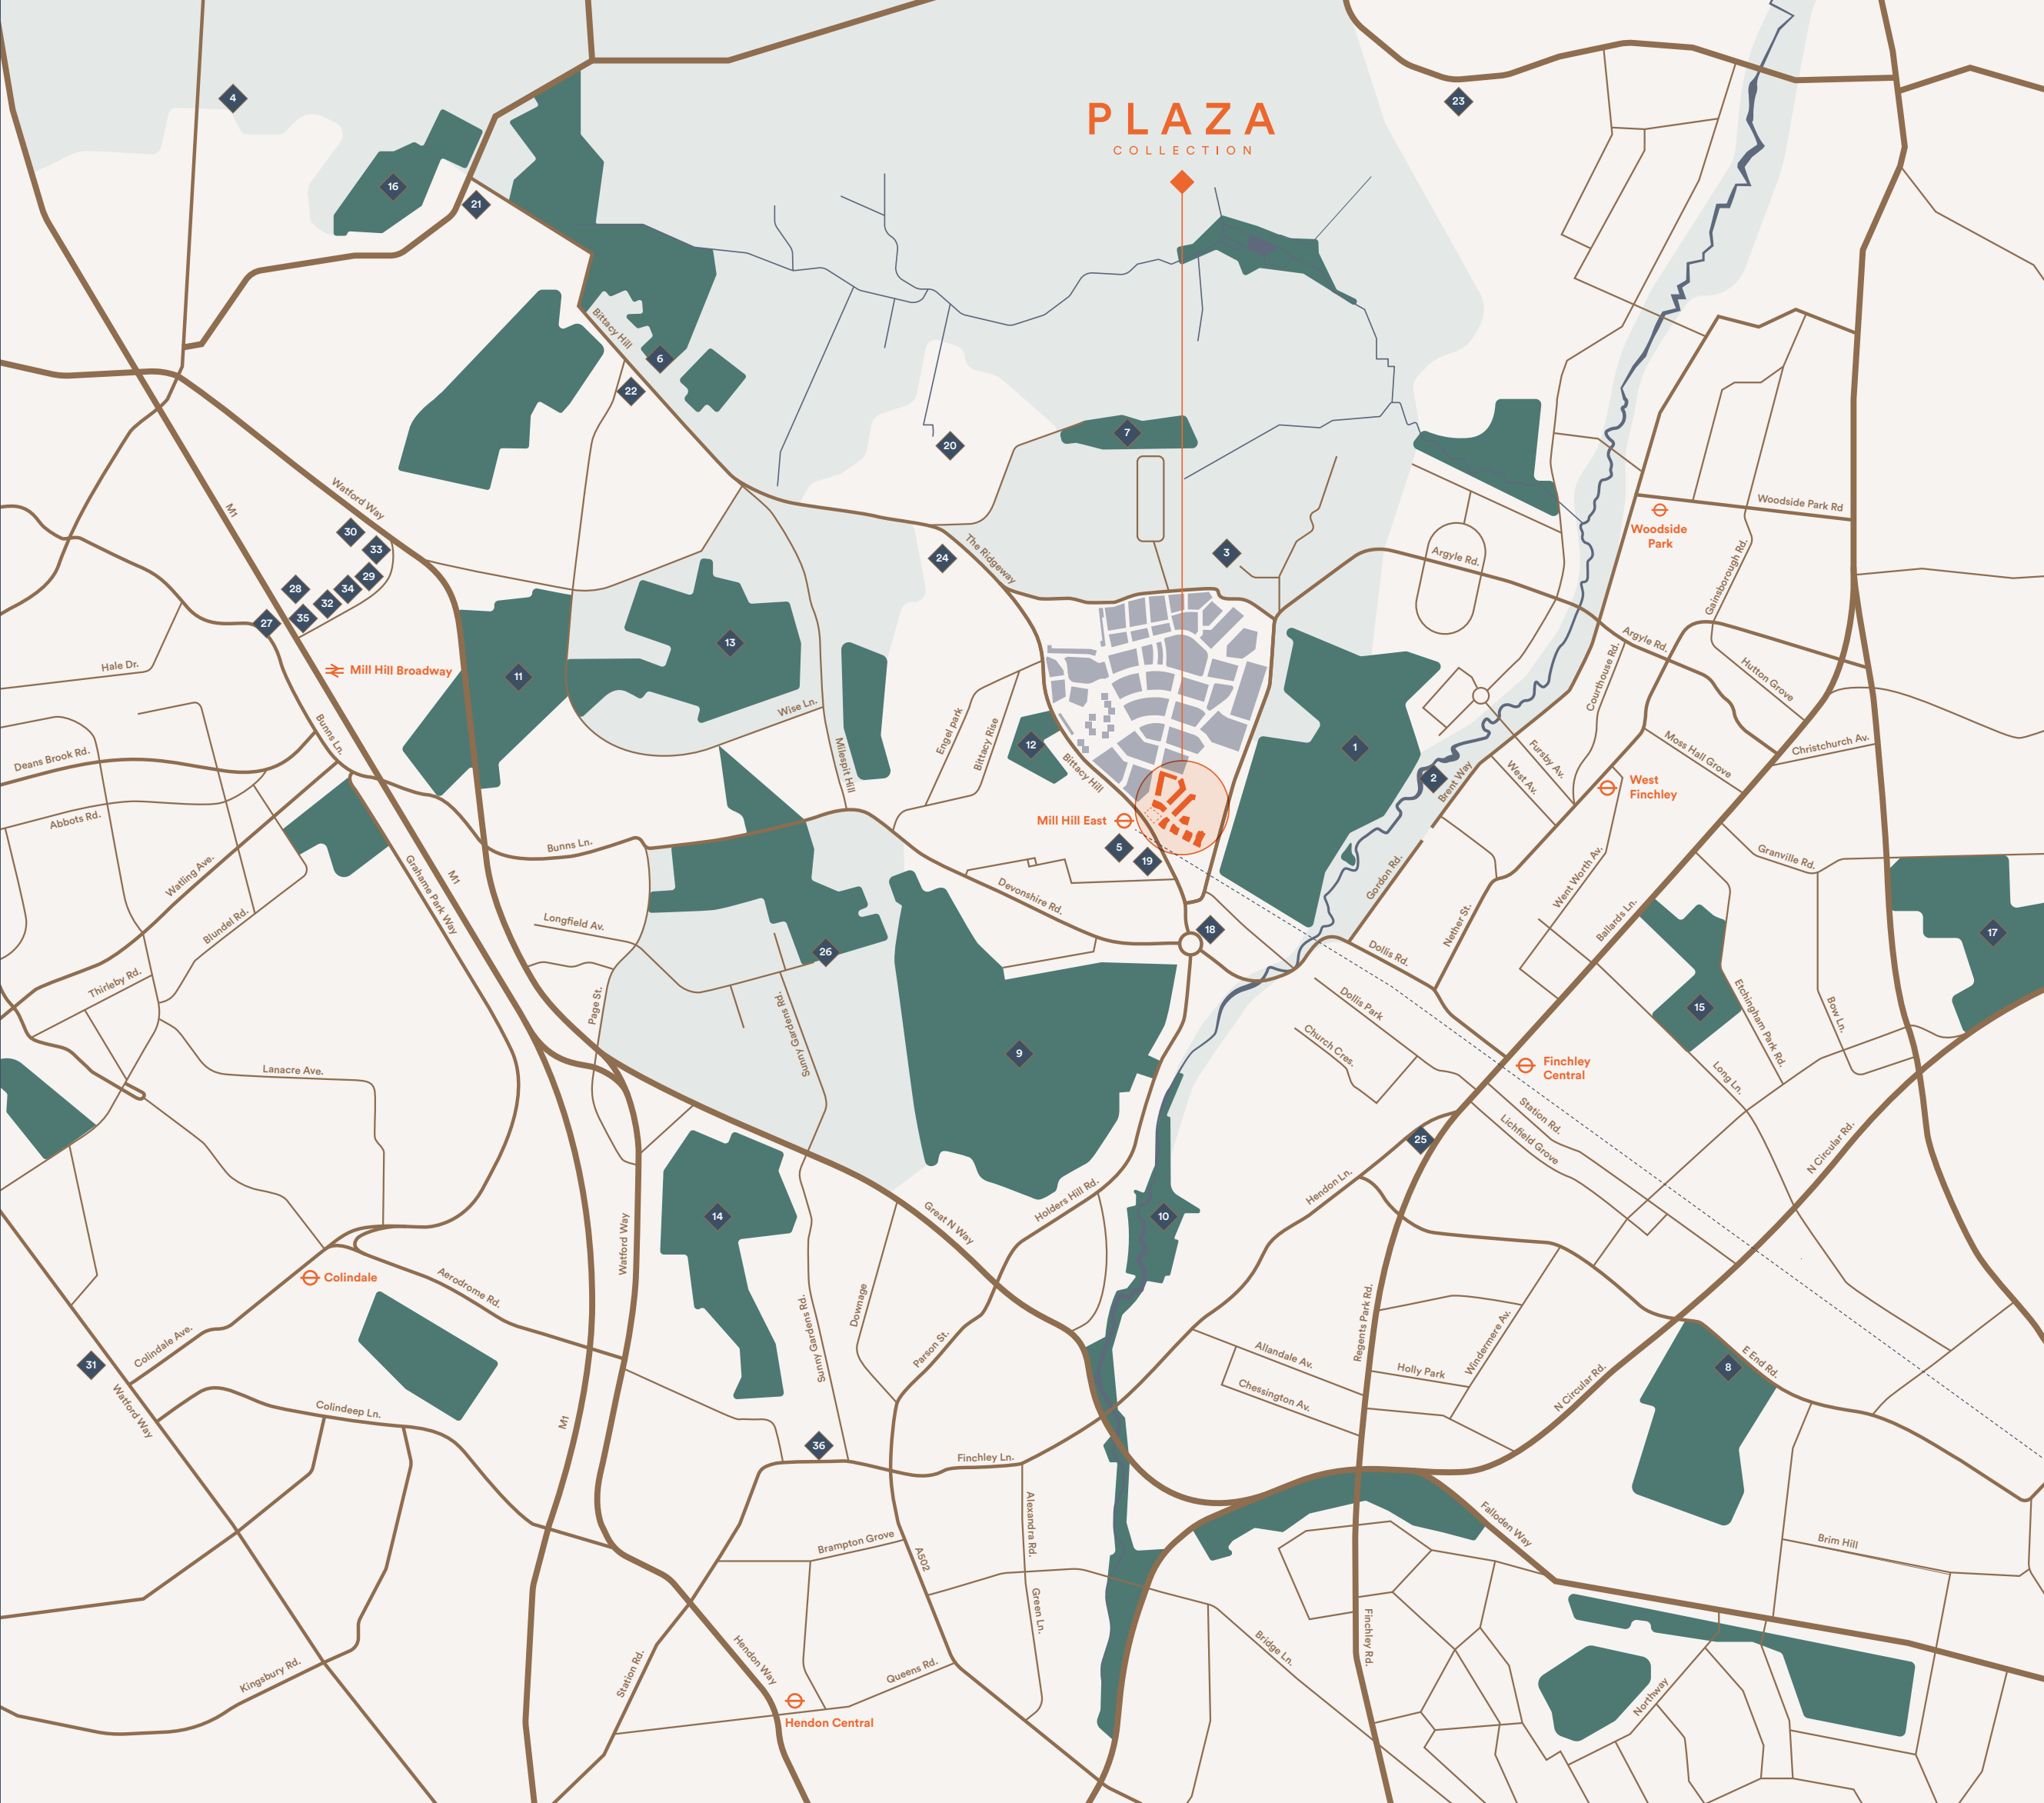 4
23
PLAZA
COLLECTION
16
21
Bittacy Hill
6
22
7
20
Watford Way
M1
Woodside Park Rd
Woodside
Park
30
33
24
The Ridgeway
3
Argyle Rd.
Gainsborough Rd.
28
29
34
32
35
27
Hale Dr.
Mill Hill Broadway
11
13
Argyle Rd.
Courthouse Rd.
Hutton Grove
Wise Ln.
Deans Brook Rd.
Bunns Ln.
Milespit Hill
Engel park
Bittacy Rise
12
Bittacy Hill
1
2
Brent Way
Fursby Av.
West Av.
Moss Hall Grove
Christchurch Av.
West
Finchley
Abbots Rd.
Mill Hill East
5
19
Bunns Ln.
Watling Ave.
Grahame Park Way
M1
Devonshire Rd.
Gordon Rd.
Went Worth Av.
Granville Rd.
Blundel Rd.
Longfield Av.
26
18
Nether St.
Ballards Ln.
17
Dollis Rd.
Thirleby Rd.
Page St.
Sunny Gardens Rd.
Dollis Park
Church Cres.
15
Etchingham Park Rd.
Bow Ln.
9
Lanacre Ave.
Finchley
Central
Long Ln.
Station Rd.
Lichfield Grove
25
N Circular Rd.
Hendon Ln.
14
Watford Way
Great N Way
Holders Hill Rd.
10
Colindale
Aerodrome Rd.
Colindale Ave.
Sunny Gardens Rd.
Downage
Parson St.
Regents Park Rd.
Allandale Av.
Holly Park
Windermere Av.
Chessington Av.
N Circular Rd.
8
E End Rd.
31
Watford Way
Colindeep Ln.
M1
36
Finchley Ln.
Alexandra Rd.
Brampton Grove
A502
Green Ln.
Falloden Way
Brim Hill
Kingsbury Rd.
Station Rd.
Hendon Way
Queens Rd.
Bridge Ln.
Finchley Rd.
Northway
Hendon Central